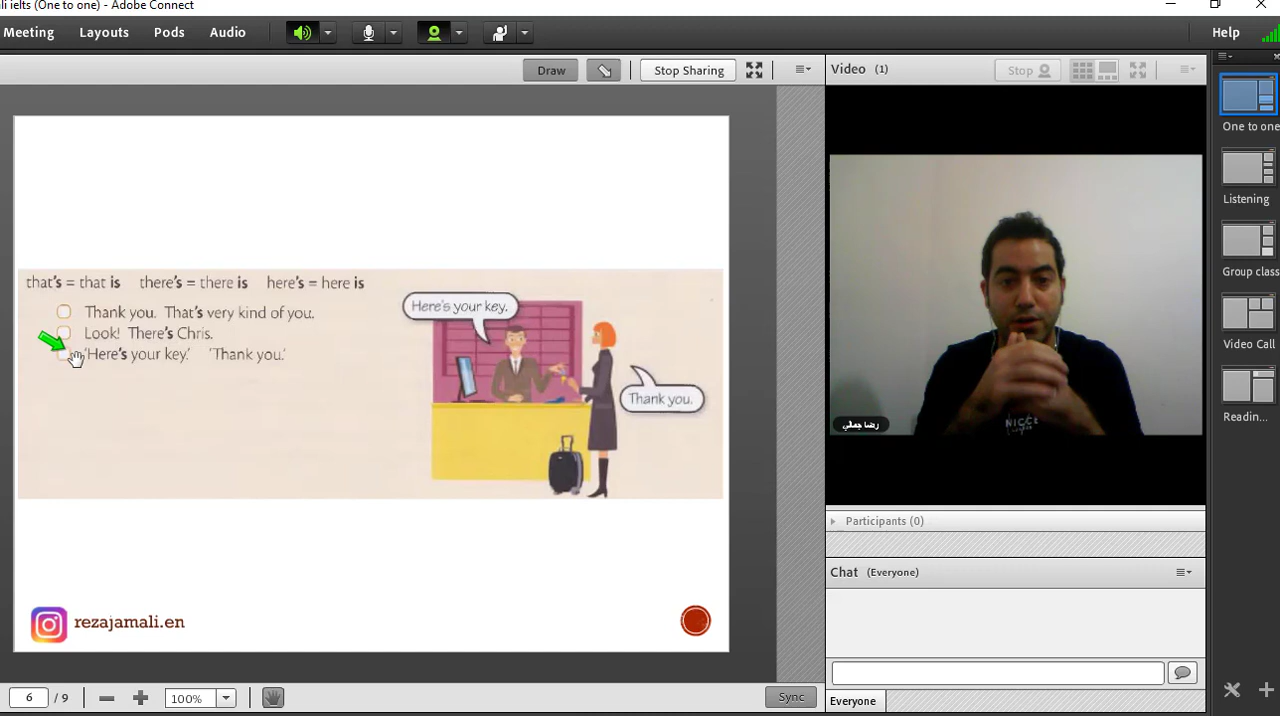 li ielts (One to one) - Adobe Connect
Meeting Layouts Pods Audio Help
Draw Stop Sharing
Video (1) Stop
that's = that is there's = there is here's = here is
Thank you. That's very kind of you.
Look! There's Chris.
'Here's your key.' 'Thank you.'
Here's your key.
Thank you.
rezajamali.en
رضا جمالي
NICCE
Participants (0)
Chat (Everyone)
Everyone
6 / 9 100% Sync
One to one
Listening
Group class
Video Call
Readin...